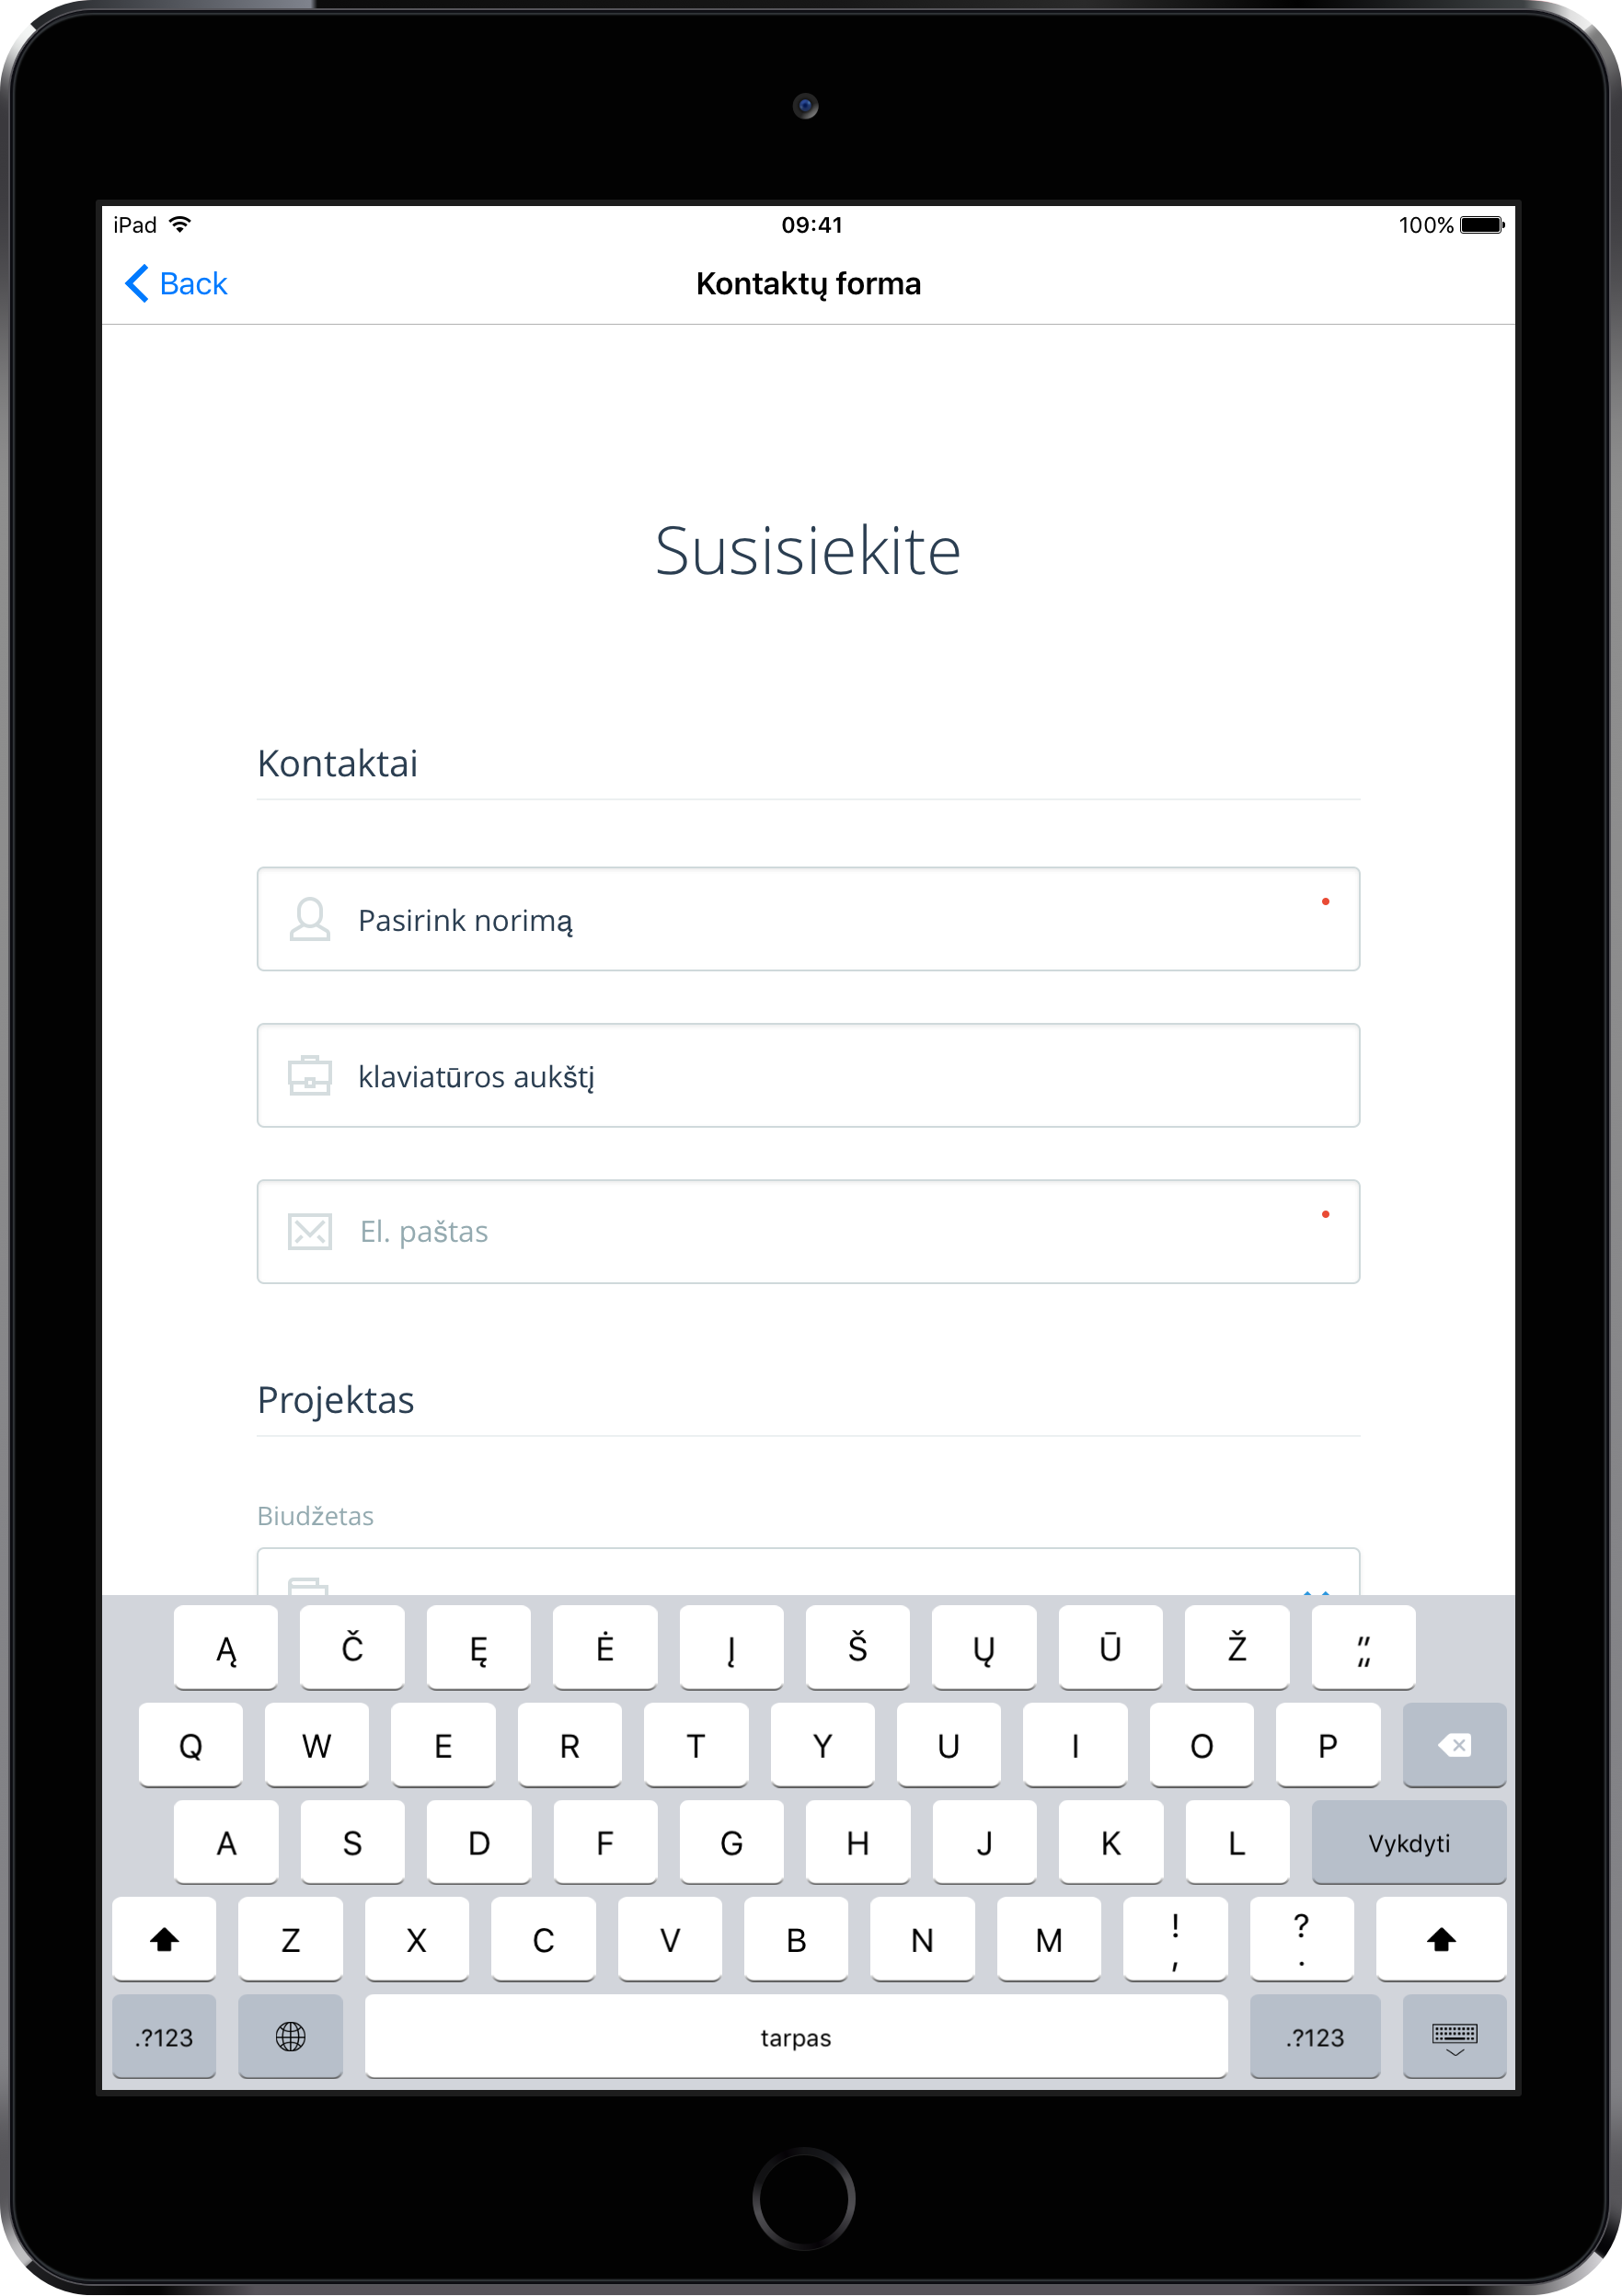 iPad 09:41 100%
Back Kontaktų forma
Susisiekite
Kontaktai
Pasirink norimą
klaviatūros aukštį
El. paštas
Projektas
Biudžetas
Ą Č Ę Ė Į Š Ų Ū Ž " „
Q W E R T Y U I O P
A S D F G H J K L Vykdyti
Z X C V B N M ! , ? .
.?123 tarpas .?123